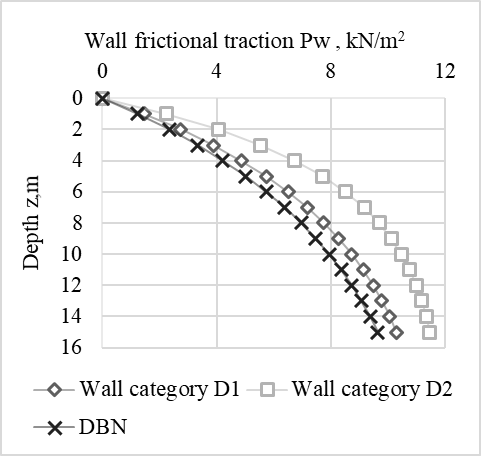 Wall frictional traction Pw , kN/m²
0 4 8 12
0
2
4
6
8
10
12
14
16
Depth z,m
Wall category D1 Wall category D2
DBN